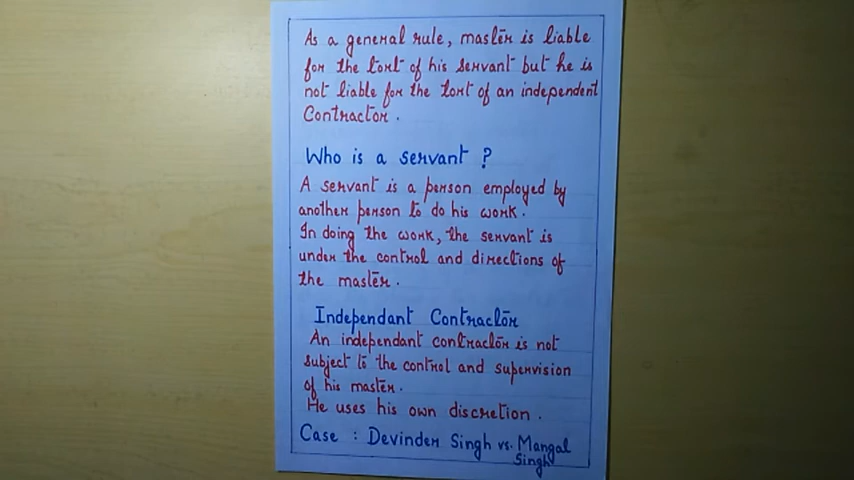 As a general rule, master is liable
for the tort of his servant but he is
not liable for the tort of an independent
Contractor .
Who is a servant ?
A servant is a person employed by
another person to do his work .
In doing the work, the servant is
under the control and directions of
the master .
Independant Contractor
An independant contractor is not
subject to the control and supervision
of his master .
He uses his own discretion .
Case : Devinder Singh vs. Mangal
Singh